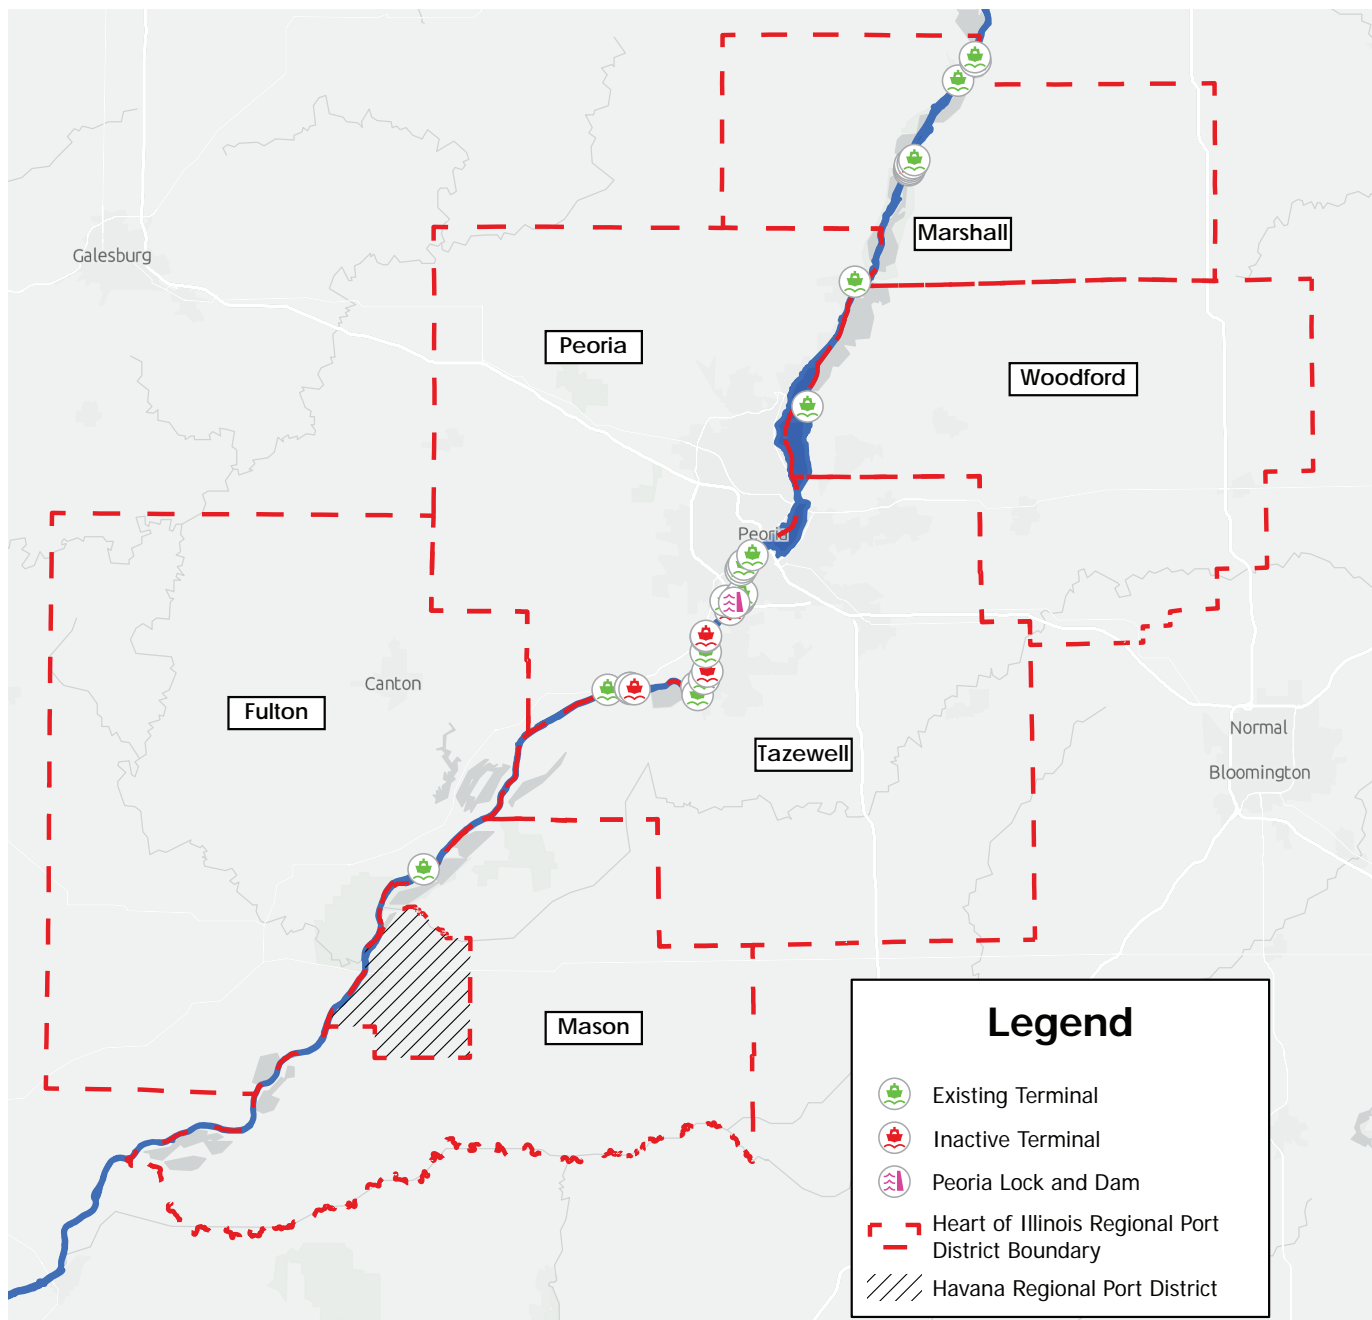 Marshall
Galesburg
Peoria
Woodford
Peoria
Canton
Fulton
Normal
Tazewell
Bloomington
Mason
Legend
Existing Terminal
Inactive Terminal
Peoria Lock and Dam
Heart of Illinois Regional Port
District Boundary
Havana Regional Port District